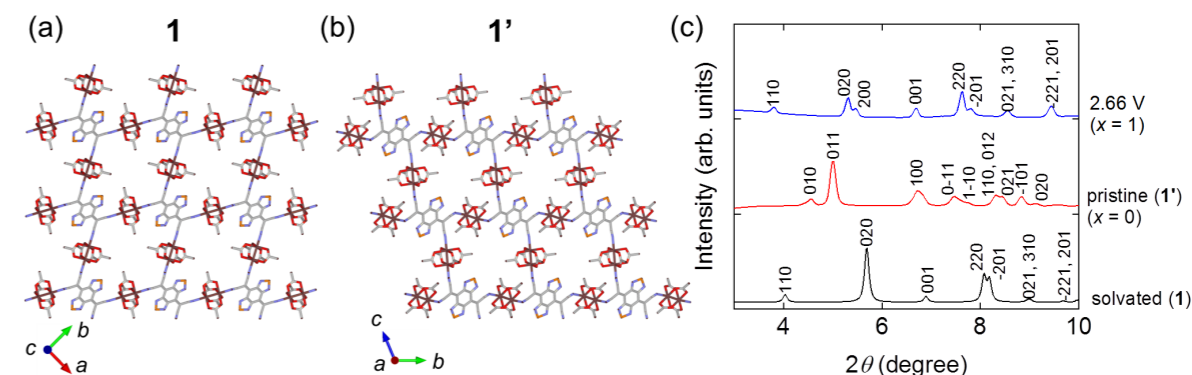 (a) 1
b
c
a
(b) 1'
c
a
b
(c)
Intensity (arb. units)
110
020
200
001
220
-201
021, 310
221, 201
2.66 V
(x = 1)
010
011
100
0-11
1-10
110, 012
021
-101
020
pristine (1')
(x = 0)
110
020
001
220
-201
021, 310
221, 201
solvated (1)
4 6 8 10
2θ (degree)